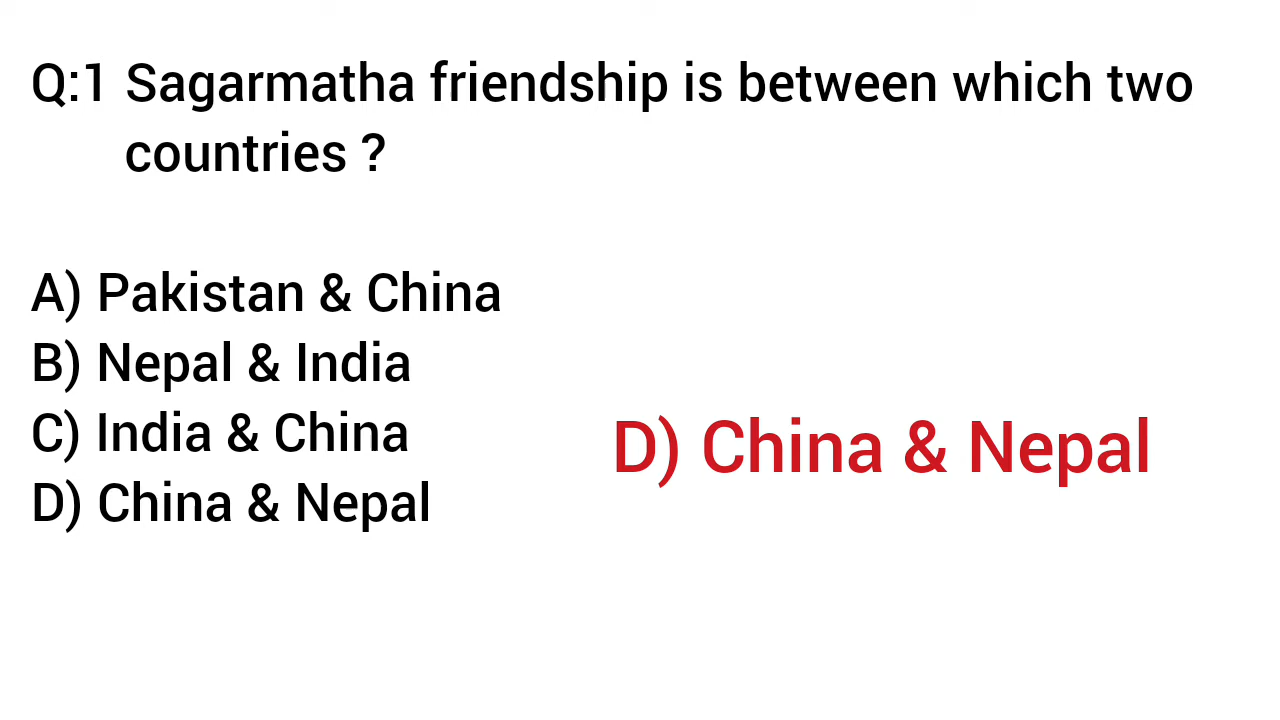 Q:1 Sagarmatha friendship is between which two
countries ?
A) Pakistan & China
B) Nepal & India
C) India & China
D) China & Nepal
D) China & Nepal